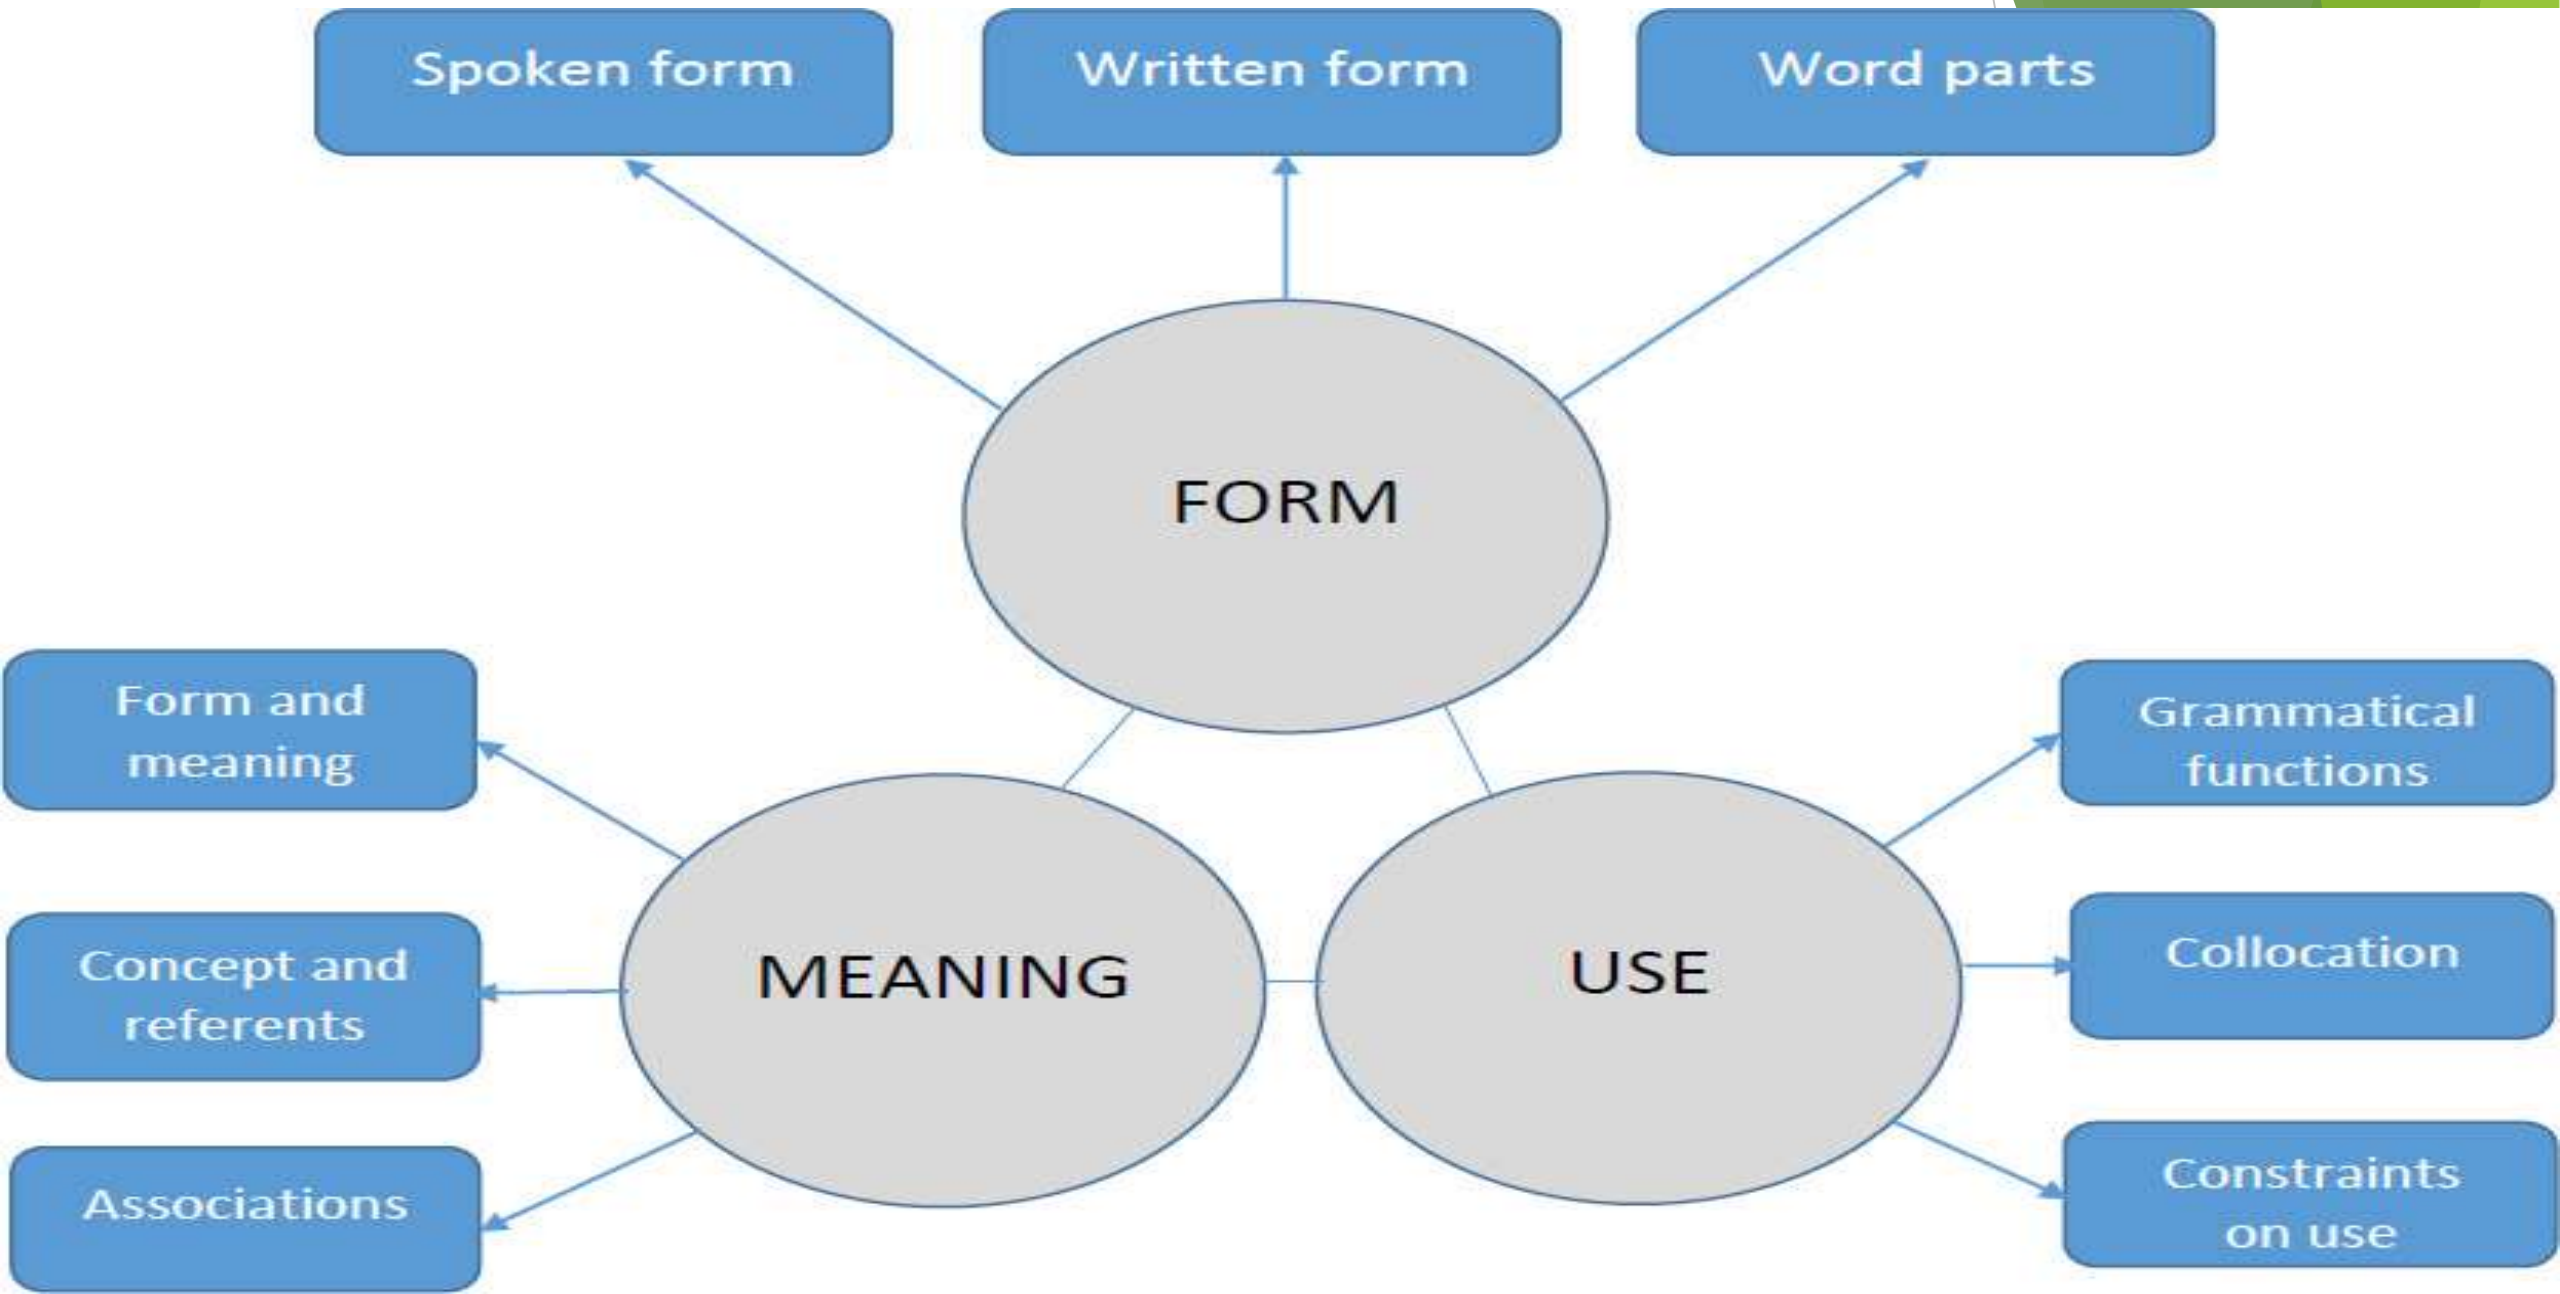 Spoken form
Written form
Word parts
FORM
Form and
meaning
Concept and
referents
Associations
MEANING
USE
Grammatical
functions
Collocation
Constraints
on use